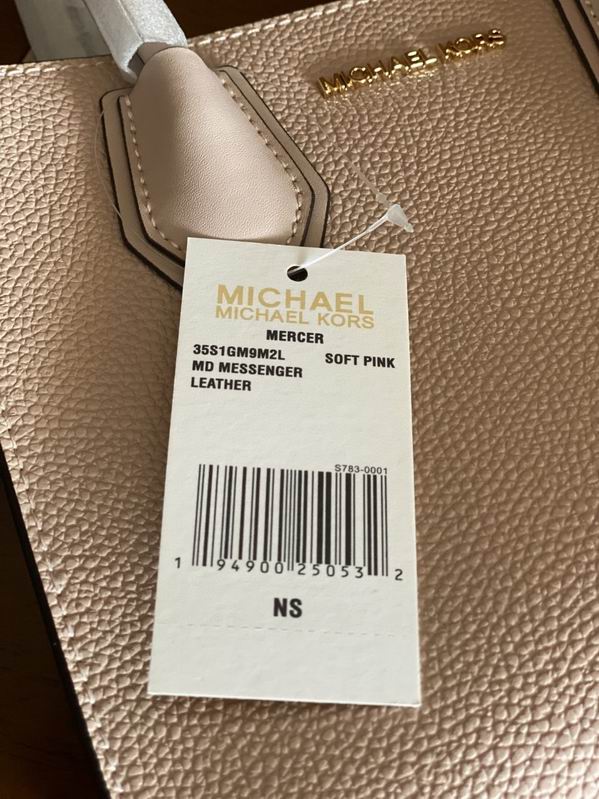 MICHAEL KORS
MICHAEL
MICHAEL KORS
MERCER
35S1GM9M2L SOFT PINK
MD MESSENGER
LEATHER
S783-0001
1 94900 25053 2
NS